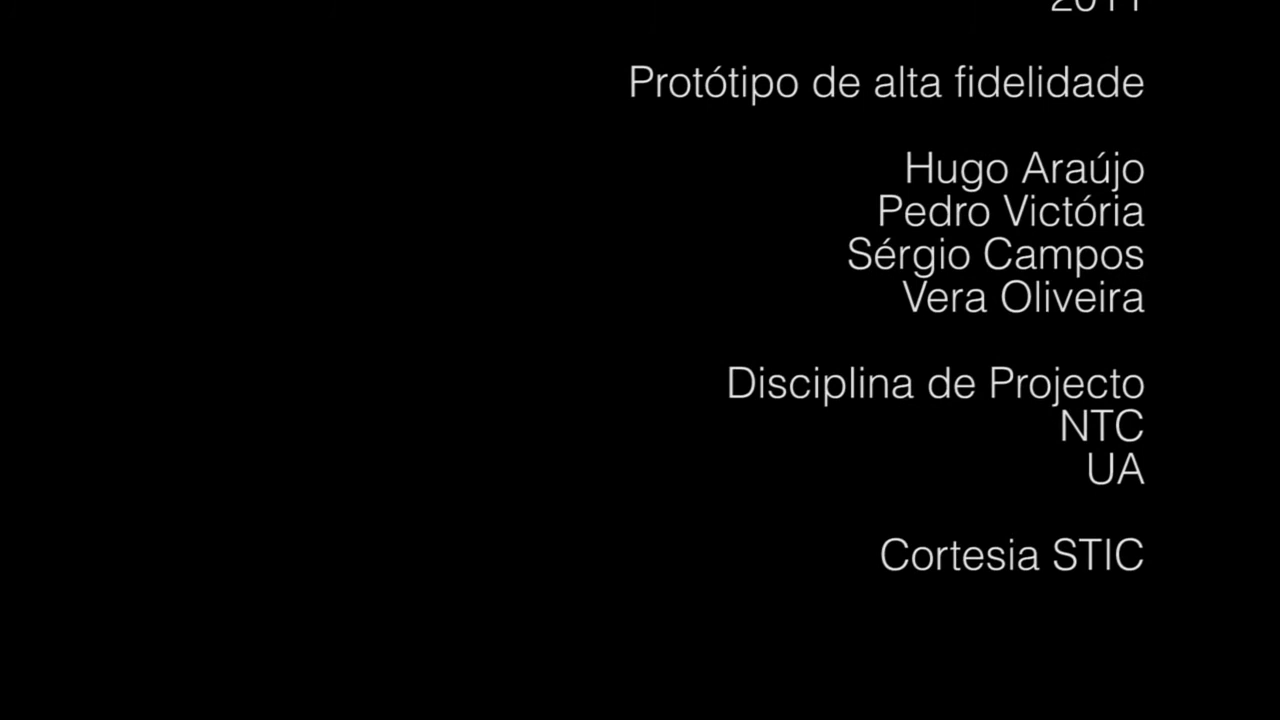 2011
Protótipo de alta fidelidade
Hugo Araújo
Pedro Victória
Sérgio Campos
Vera Oliveira
Disciplina de Projecto
NTC
UA
Cortesia STIC